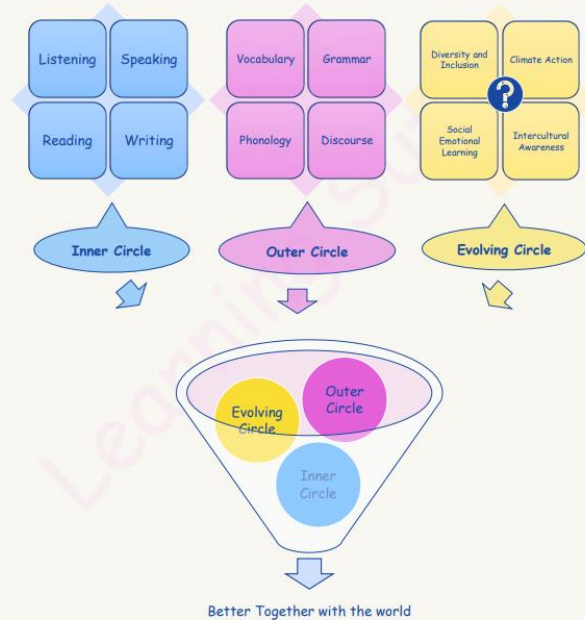 Listening
Speaking
Reading
Writing
Inner Circle
Vocabulary
Grammar
Phonology
Discourse
Outer Circle
Diversity and
Inclusion
Climate Action
?
Social
Emotional
Learning
Intercultural
Awareness
Evolving Circle
Evolving
Circle
Outer
Circle
Inner
Circle
Better Together with the world